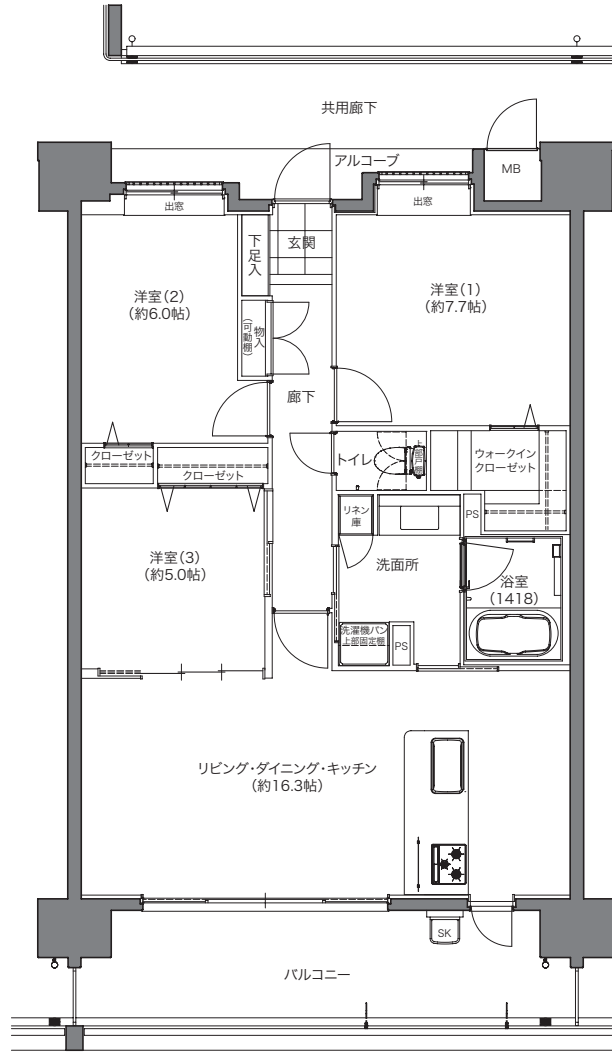 共用廊下
アルコーブ
MB
出窓
出窓
下足入
玄関
洋室(2)
(約6.0帖)
洋室(1)
(約7.7帖)
物入
(可動棚)
廊下
クローゼット
クローゼット
トイレ
上部戸棚
ウォークイン
クローゼット
リネン
庫
PS
洗面所
洋室(3)
(約5.0帖)
浴室
(1418)
洗濯機パン
上部固定棚
PS
リビング・ダイニング・キッチン
(約16.3帖)
SK
バルコニー